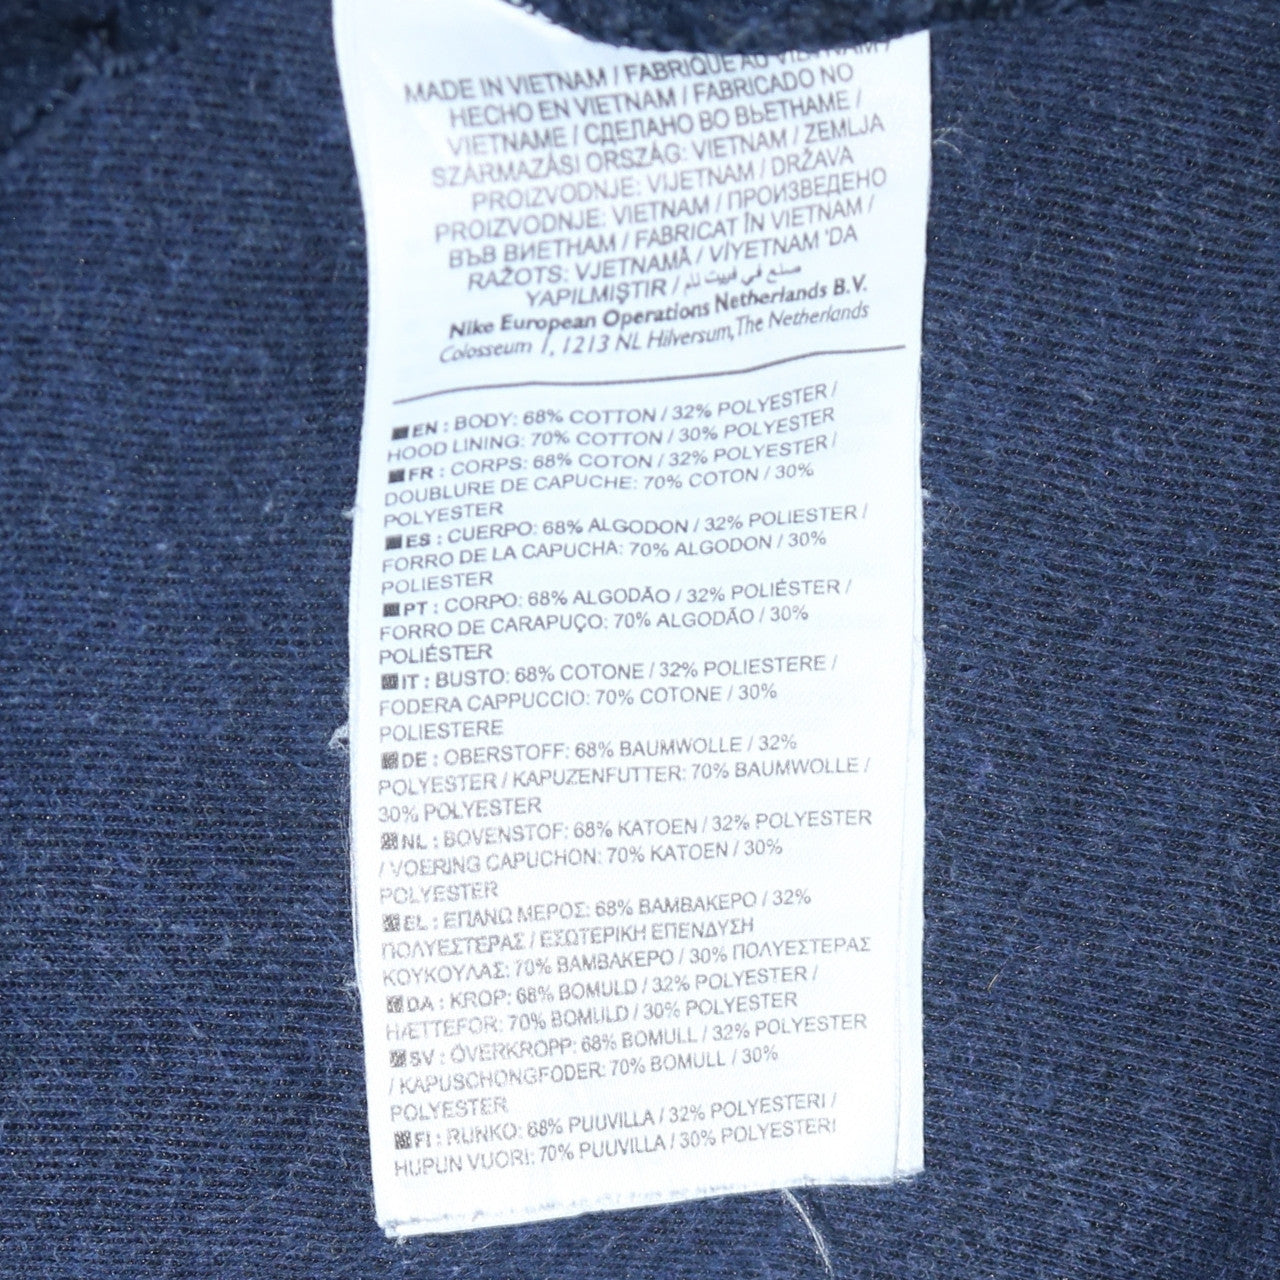 MADE IN VIETNAM / FABRIQUÉ AU VIETNAM /
HECHO EN VIETNAM / FABRICADO NO
VIETNAME / СДЕЛАНО ВО ВЬЕТНАМЕ /
SZÁRMAZÁSI ORSZÁG: VIETNAM / ZEMLJA
PROIZVODNJE: VIJETNAM / DRŽAVA
PROIZVODNJE: VIETNAM / ПРОИЗВЕДЕНО
ВЪВ ВИЕТНАМ / FABRICAT ÎN VIETNAM /
RAŽOTS: VJETNAMĀ / VİYETNAM 'DA
YAPILMIŞTIR / صنع في فييت نام
Nike European Operations Netherlands B.V.
Colosseum 1, 1213 NL Hilversum, The Netherlands
EN : BODY: 68% COTTON / 32% POLYESTER /
HOOD LINING: 70% COTTON / 30% POLYESTER
FR : CORPS: 68% COTON / 32% POLYESTER /
DOUBLURE DE CAPUCHE: 70% COTON / 30%
POLYESTER
ES : CUERPO: 68% ALGODON / 32% POLIESTER /
FORRO DE LA CAPUCHA: 70% ALGODON / 30%
POLIESTER
PT : CORPO: 68% ALGODÃO / 32% POLIÉSTER /
FORRO DE CARAPUÇO: 70% ALGODÃO / 30%
POLIÉSTER
IT : BUSTO: 68% COTONE / 32% POLIESTERE /
FODERA CAPPUCCIO: 70% COTONE / 30%
POLIESTERE
DE : OBERSTOFF: 68% BAUMWOLLE / 32%
POLYESTER / KAPUZENFUTTER: 70% BAUMWOLLE /
30% POLYESTER
NL : BOVENSTOF: 68% KATOEN / 32% POLYESTER
/ VOERING CAPUCHON: 70% KATOEN / 30%
POLYESTER
EL : ΕΠΑΝΩ ΜΕΡΟΣ: 68% ΒΑΜΒΑΚΕΡΟ / 32%
ΠΟΛΥΕΣΤΕΡΑΣ / ΕΣΩΤΕΡΙΚΗ ΕΠΕΝΔΥΣΗ
ΚΟΥΚΟΥΛΑΣ: 70% ΒΑΜΒΑΚΕΡΟ / 30% ΠΟΛΥΕΣΤΕΡΑΣ
DA : KROP: 68% BOMULD / 32% POLYESTER /
HÆTTEFOR: 70% BOMULD / 30% POLYESTER
SV : ÖVERKROPP: 68% BOMULL / 32% POLYESTER
/ KAPUSCHONGFODER: 70% BOMULL / 30%
POLYESTER
FI : RUNKO: 68% PUUVILLA / 32% POLYESTERI /
HUPUN VUORI: 70% PUUVILLA / 30% POLYESTERI